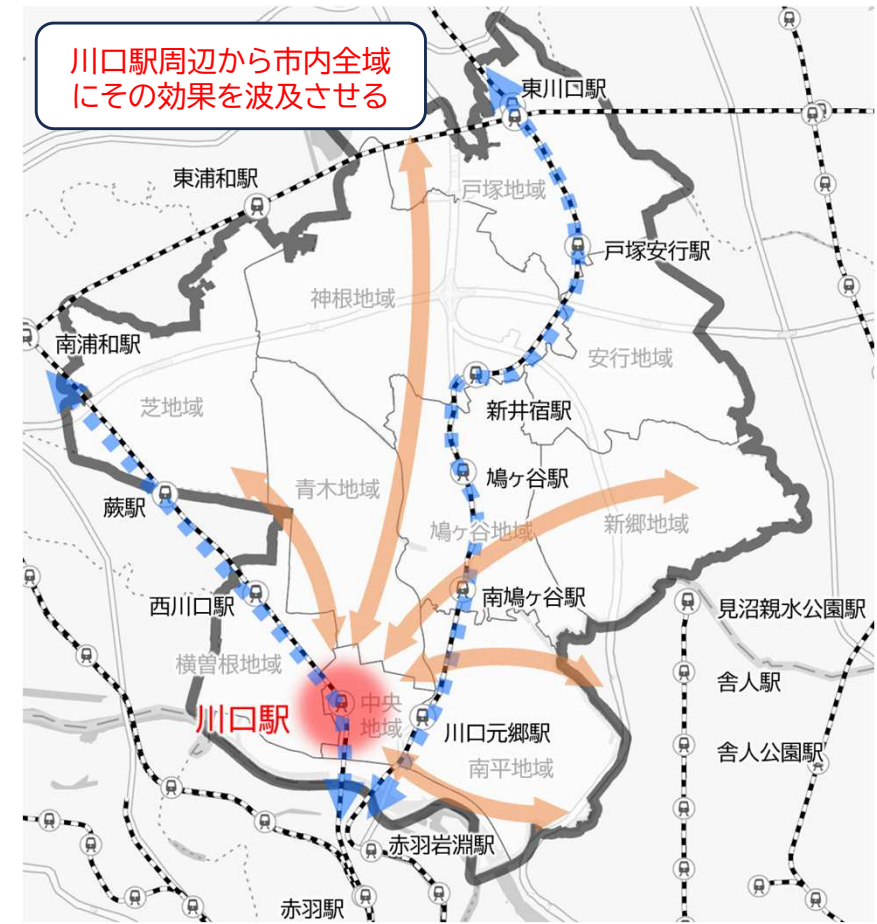 川口駅周辺から市内全域
にその効果を波及させる
東川口駅
東浦和駅
戸塚地域
戸塚安行駅
神根地域
南浦和駅
安行地域
芝地域
新井宿駅
青木地域
鳩ヶ谷駅
蕨駅
鳩ヶ谷地域
新郷地域
西川口駅
南鳩ヶ谷駅
見沼親水公園駅
横曽根地域
舎人駅
中央
地域
川口駅
川口元郷駅
舎人公園駅
南平地域
赤羽岩淵駅
赤羽駅